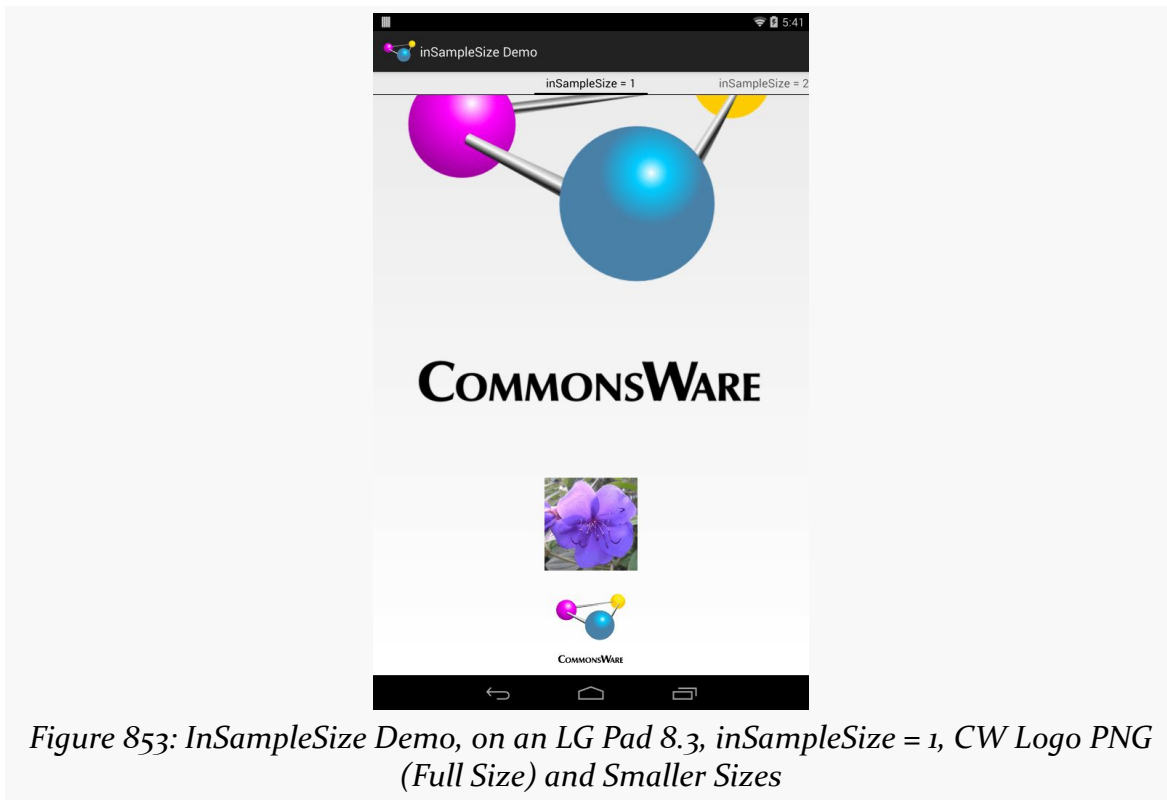 5:41
inSampleSize Demo
inSampleSize = 1 inSampleSize = 2
COMMONSWARE
COMMONSWARE
Figure 853: InSampleSize Demo, on an LG Pad 8.3, inSampleSize = 1, CW Logo PNG
(Full Size) and Smaller Sizes